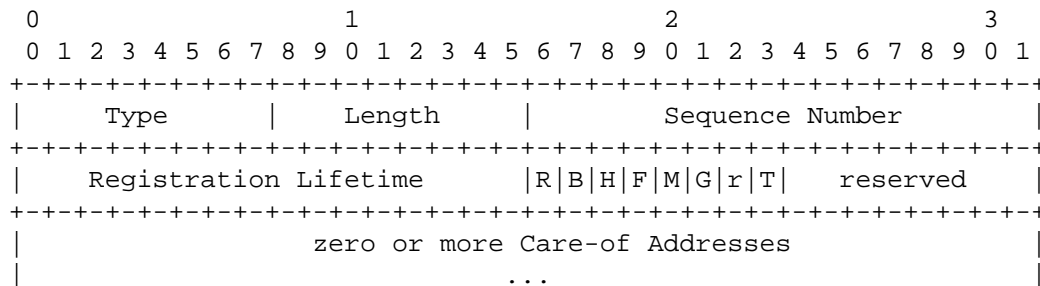 0                   1                   2                   3
 0 1 2 3 4 5 6 7 8 9 0 1 2 3 4 5 6 7 8 9 0 1 2 3 4 5 6 7 8 9 0 1
+-+-+-+-+-+-+-+-+-+-+-+-+-+-+-+-+-+-+-+-+-+-+-+-+-+-+-+-+-+-+-+-+
|     Type      |    Length     |        Sequence Number        |
+-+-+-+-+-+-+-+-+-+-+-+-+-+-+-+-+-+-+-+-+-+-+-+-+-+-+-+-+-+-+-+-+
|    Registration Lifetime      |R|B|H|F|M|G|r|T|   reserved    |
+-+-+-+-+-+-+-+-+-+-+-+-+-+-+-+-+-+-+-+-+-+-+-+-+-+-+-+-+-+-+-+-+
|                  zero or more Care-of Addresses               |
|                              ...                              |